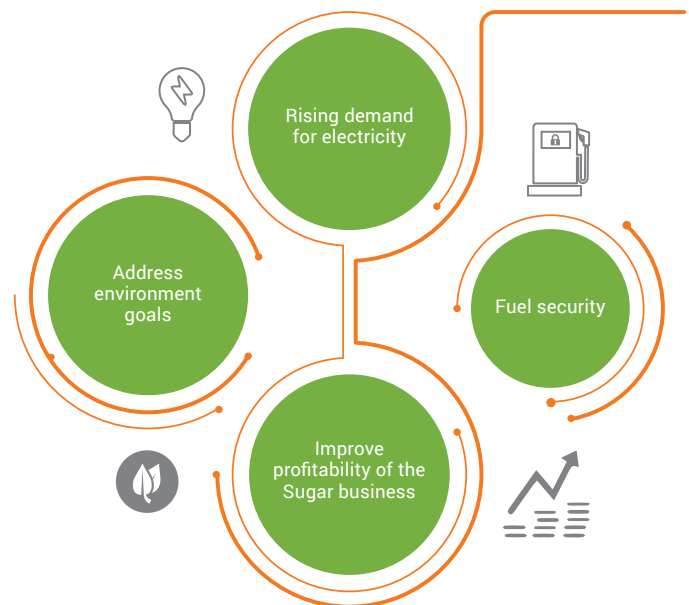 Rising demand
for electricity
Address
environment
goals
Fuel security
Improve
profitability of the
Sugar business